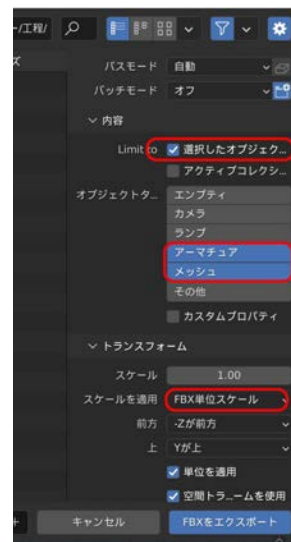 -/工程/
ズ
パスモード 自動
バッチモード オフ
内容
Limit to 選択したオブジェク...
アクティブコレクシ...
オブジェクトタ... エンプティ
カメラ
ランプ
アーマチュア
メッシュ
その他
カスタムプロパティ
トランスフォーム
スケール 1.00
スケールを適用 FBX単位スケール
前方 -Zが前方
上 Yが上
単位を適用
空間トラ...ームを使用
+ キャンセル FBXをエクスポート